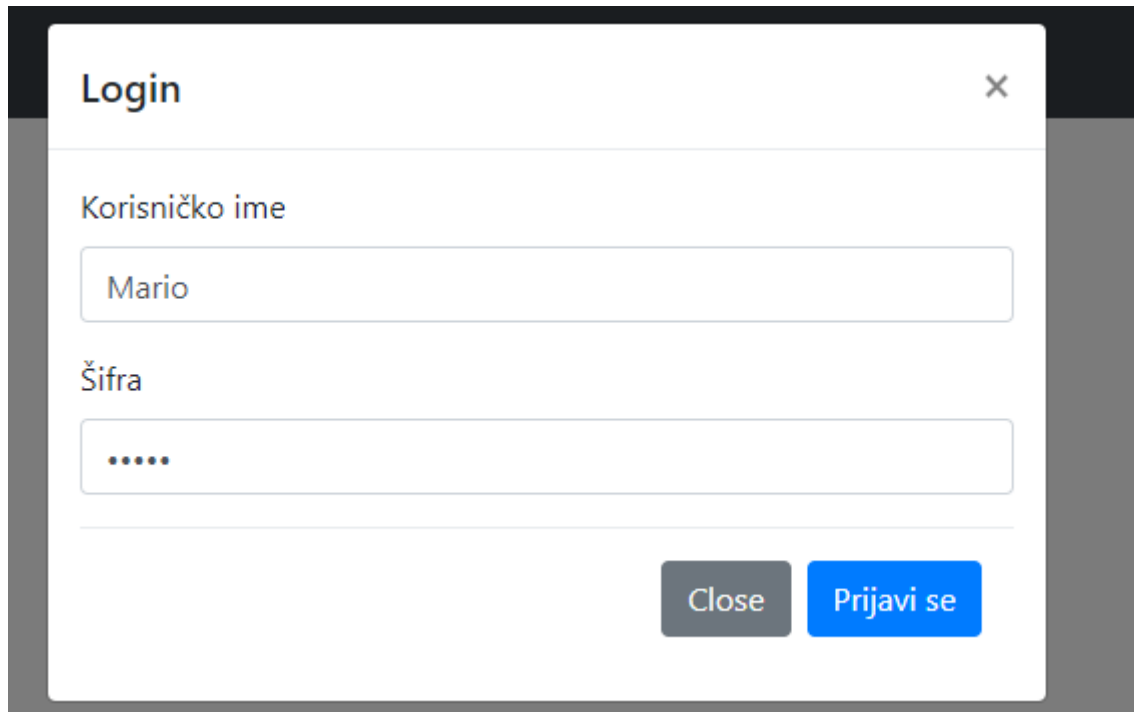 Login ×
Korisničko ime
Mario
Šifra
•••••
Close Prijavi se